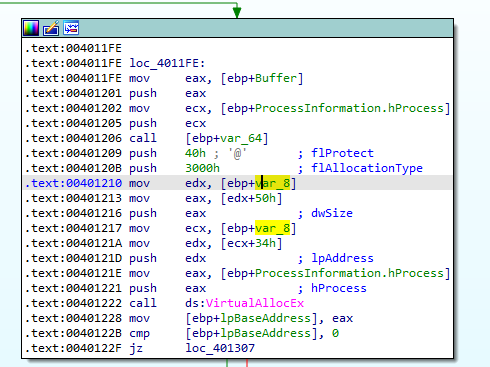 .text:004011FE
.text:004011FE loc_4011FE:
.text:004011FE mov eax, [ebp+Buffer]
.text:00401201 push eax
.text:00401202 mov ecx, [ebp+ProcessInformation.hProcess]
.text:00401205 push ecx
.text:00401206 call [ebp+var_64]
.text:00401209 push 40h ; '@' ; flProtect
.text:0040120B push 3000h ; flAllocationType
.text:00401210 mov edx, [ebp+var_8]
.text:00401213 mov eax, [edx+50h]
.text:00401216 push eax ; dwSize
.text:00401217 mov ecx, [ebp+var_8]
.text:0040121A mov edx, [ecx+34h]
.text:0040121D push edx ; lpAddress
.text:0040121E mov eax, [ebp+ProcessInformation.hProcess]
.text:00401221 push eax ; hProcess
.text:00401222 call ds:VirtualAllocEx
.text:00401228 mov [ebp+lpBaseAddress], eax
.text:0040122B cmp [ebp+lpBaseAddress], 0
.text:0040122F jz loc_401307